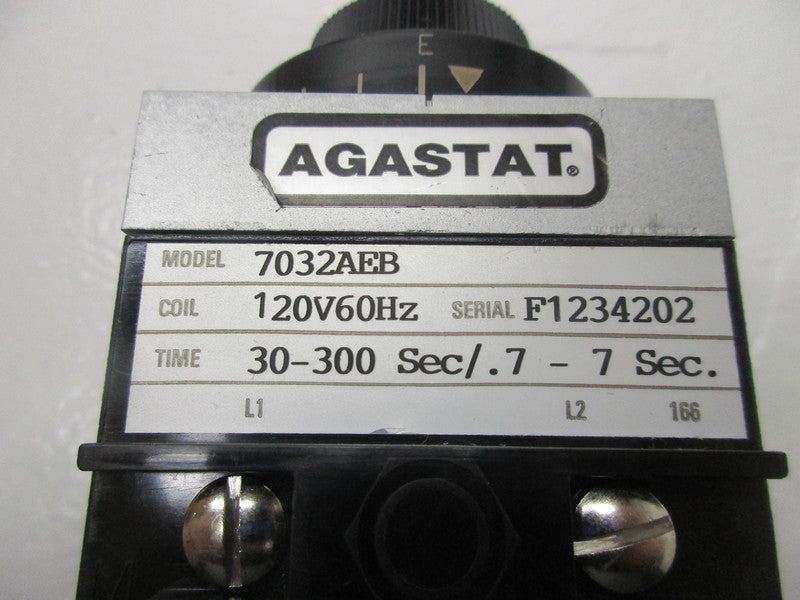 E
AGASTAT®
MODEL 7032AEB
COIL 120V60Hz SERIAL F1234202
TIME 30-300 Sec/.7 - 7 Sec.
L1 L2 166